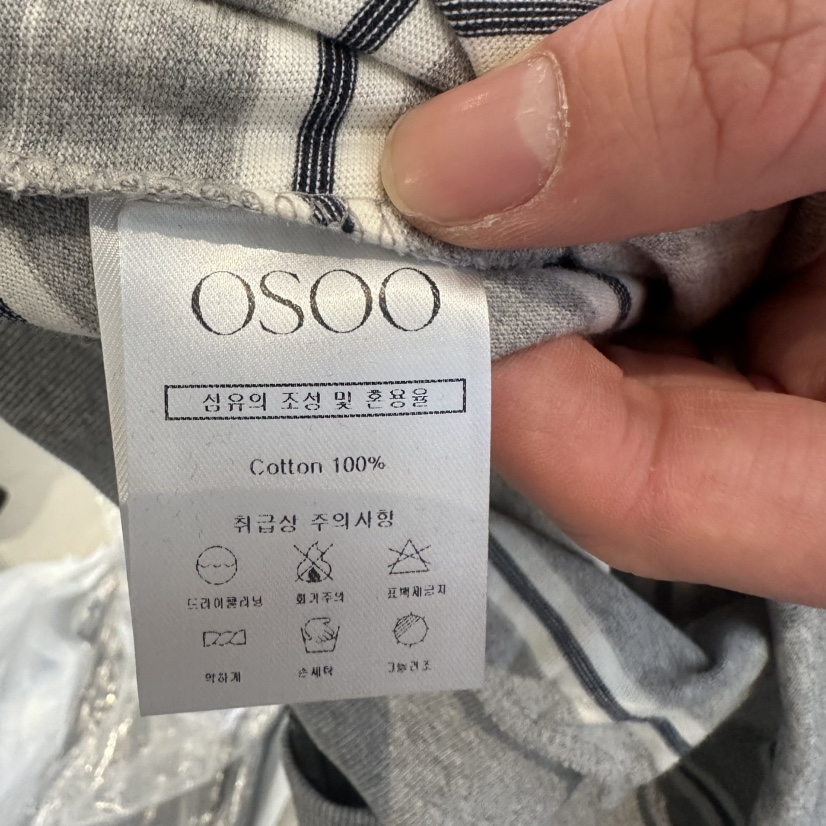 OSOO
섬유의 조성 및 혼용율
Cotton 100%
취급상 주의사항
드라이클리닝 화기주의 표백제금지
약하게 손세탁 그늘건조